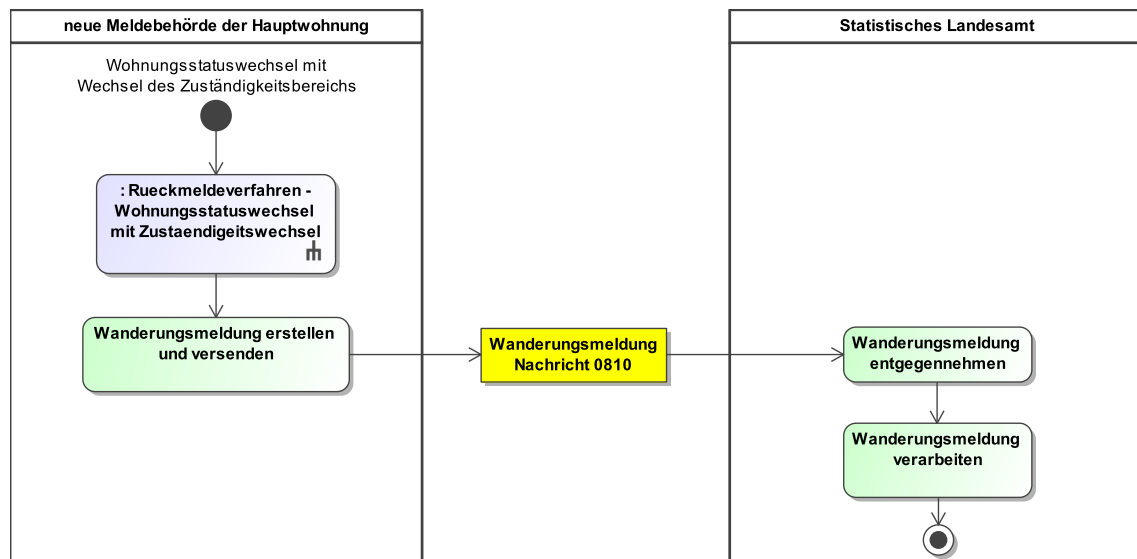 neue Meldebehörde der Hauptwohnung
Statistisches Landesamt
Wohnungsstatuswechsel mit
Wechsel des Zuständigkeitsbereichs
: Rueckmeldeverfahren -
Wohnungsstatuswechsel
mit Zustaendigeitswechsel
Wanderungsmeldung erstellen
und versenden
Wanderungsmeldung
Nachricht 0810
Wanderungsmeldung
entgegennehmen
Wanderungsmeldung
verarbeiten